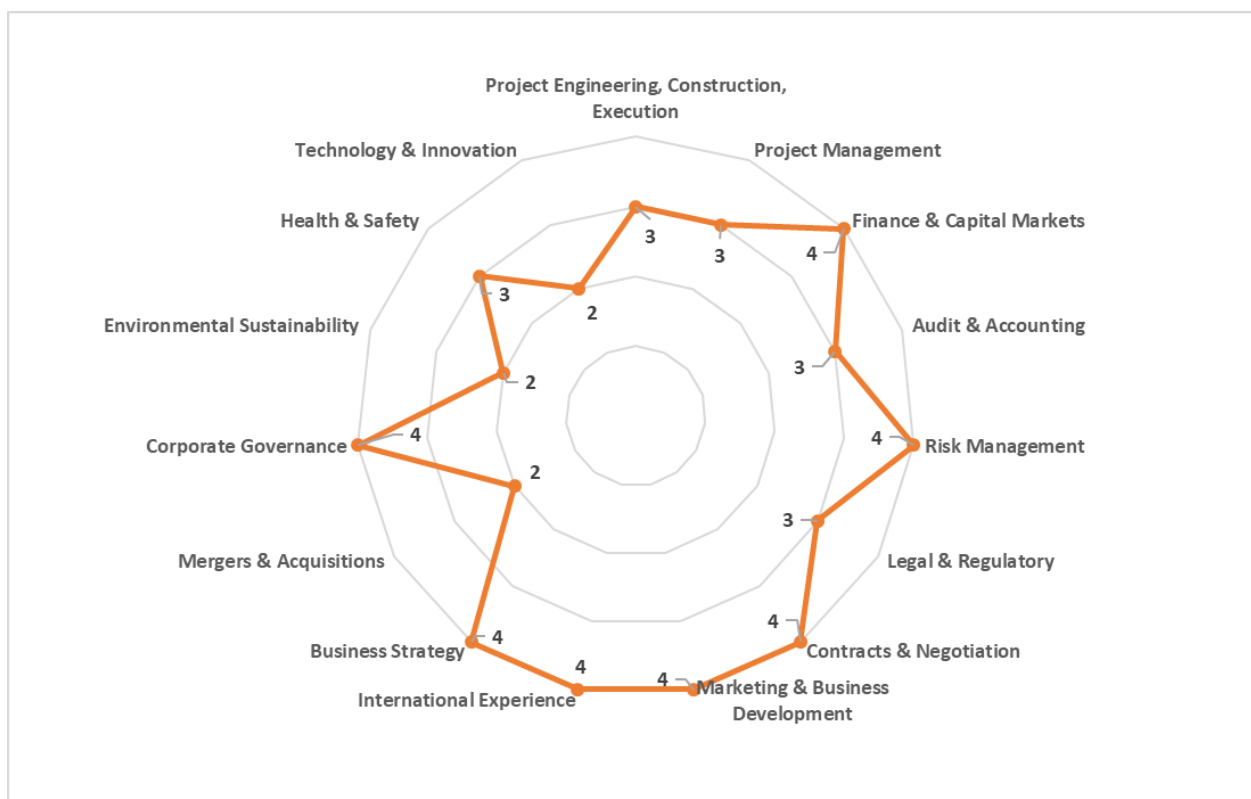 Project Engineering, Construction,
Execution
Technology & Innovation
Project Management
Health & Safety
Finance & Capital Markets
3
3
4
3
2
Environmental Sustainability
Audit & Accounting
3
2
Corporate Governance
4
4
Risk Management
2
3
Mergers & Acquisitions
Legal & Regulatory
4
4
Business Strategy
Contracts & Negotiation
4
4
International Experience
Marketing & Business
Development